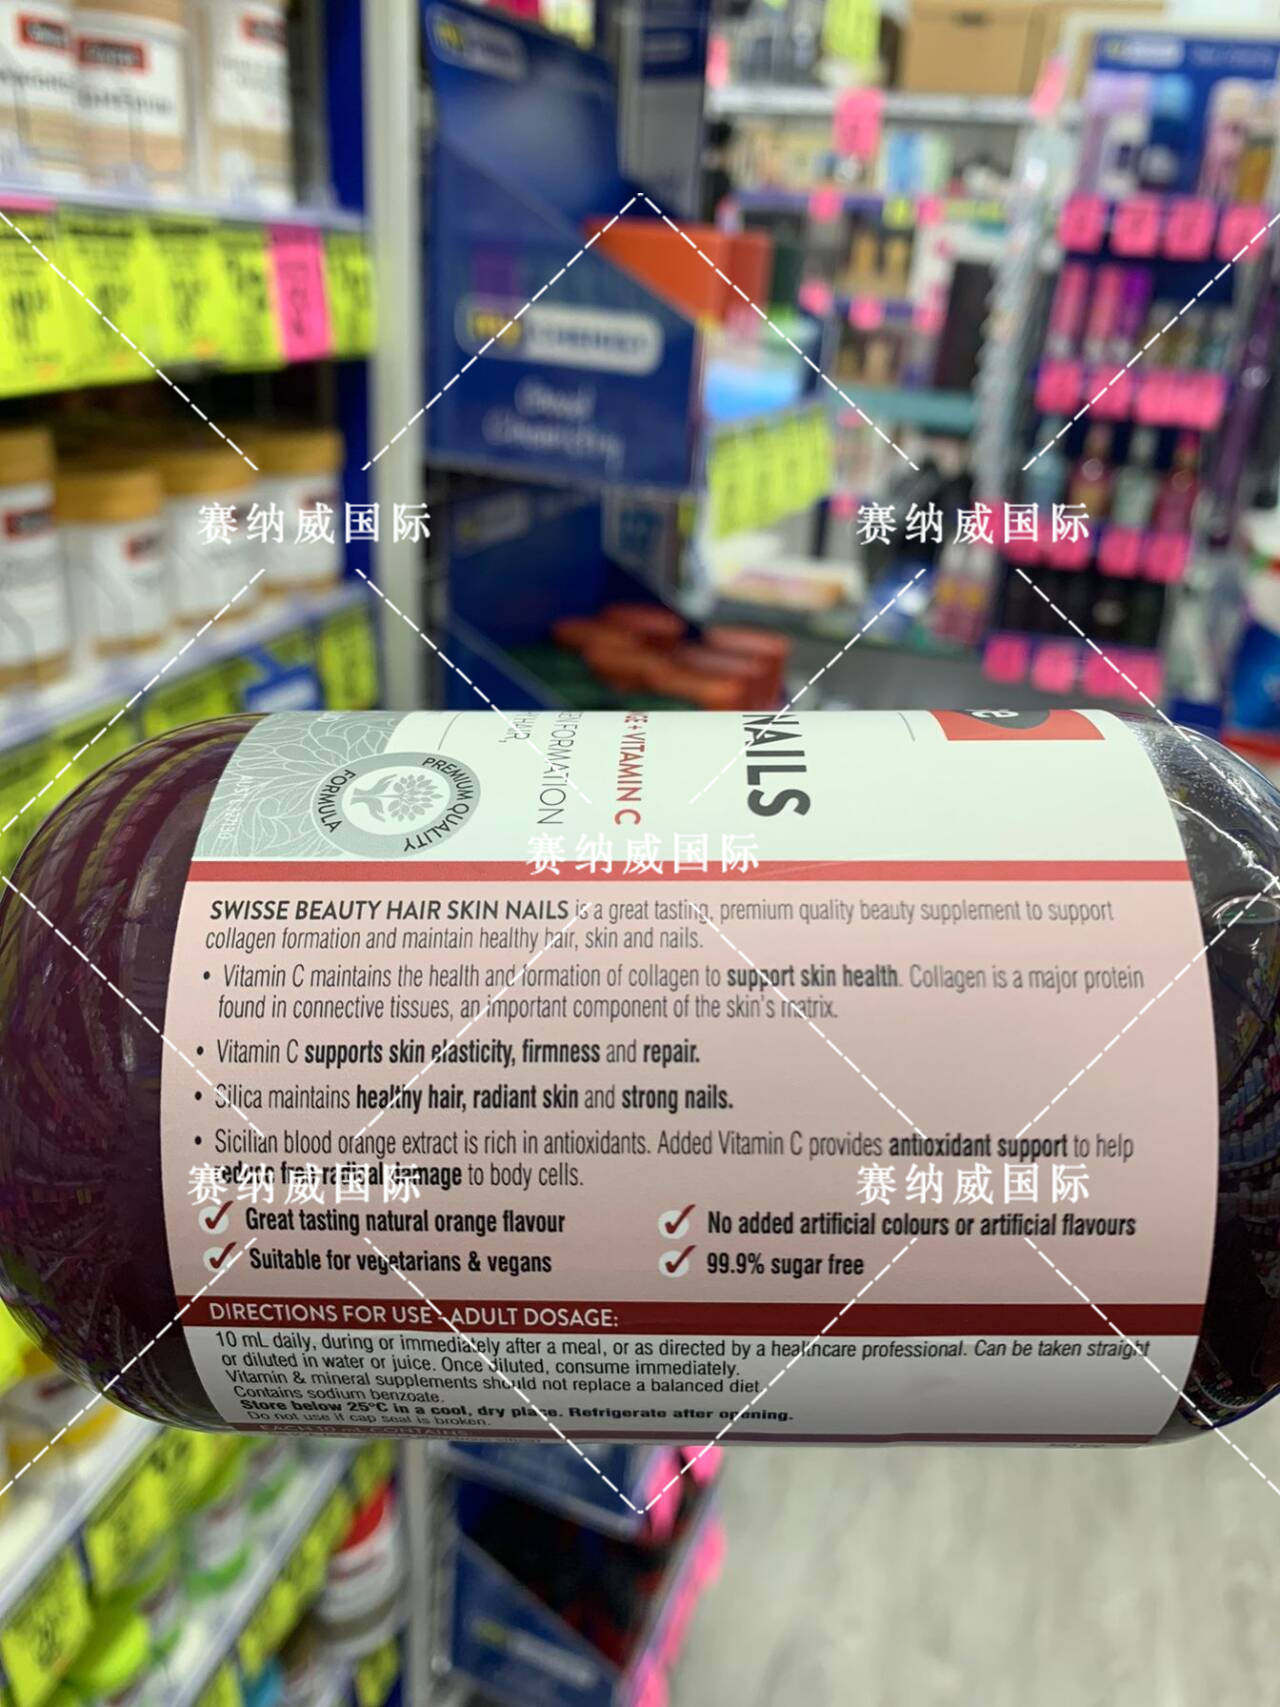 赛纳威国际
赛纳威国际
NAILS
+ VITAMIN C
FORMATION
HAIR,
PREMIUM QUALITY
FORMULA
赛纳威国际
SWISSE BEAUTY HAIR SKIN NAILS is a great tasting, premium quality beauty supplement to support
collagen formation and maintain healthy hair, skin and nails.
• Vitamin C maintains the health and formation of collagen to support skin health. Collagen is a major protein
found in connective tissues, an important component of the skin's matrix.
• Vitamin C supports skin elasticity, firmness and repair.
• Silica maintains healthy hair, radiant skin and strong nails.
• Sicilian blood orange extract is rich in antioxidants. Added Vitamin C provides antioxidant support to help
reduce free radical damage to body cells.
赛纳威国际
赛纳威国际
Great tasting natural orange flavour
No added artificial colours or artificial flavours
Suitable for vegetarians & vegans
99.9% sugar free
DIRECTIONS FOR USE - ADULT DOSAGE:
10 mL daily, during or immediately after a meal, or as directed by a healthcare professional. Can be taken straight
or diluted in water or juice. Once diluted, consume immediately.
Vitamin & mineral supplements should not replace a balanced diet.
Contains sodium benzoate.
Store below 25°C in a cool, dry place. Refrigerate after opening.
Do not use if cap seal is broken.
EACH 10 mL CONTAINS: